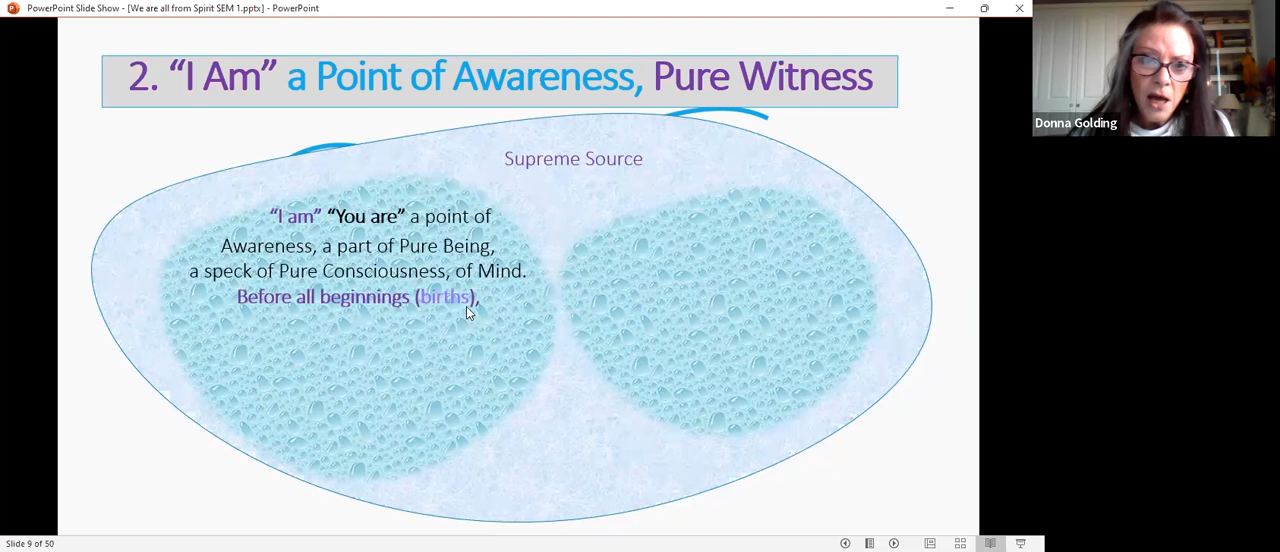 PowerPoint Slide Show - [We are all from Spirit SEM 1.pptx] - PowerPoint
2. “I Am” a Point of Awareness, Pure Witness
Donna Golding
Supreme Source
“I am” “You are” a point of
Awareness, a part of Pure Being,
a speck of Pure Consciousness, of Mind.
Before all beginnings (births),
Slide 9 of 50